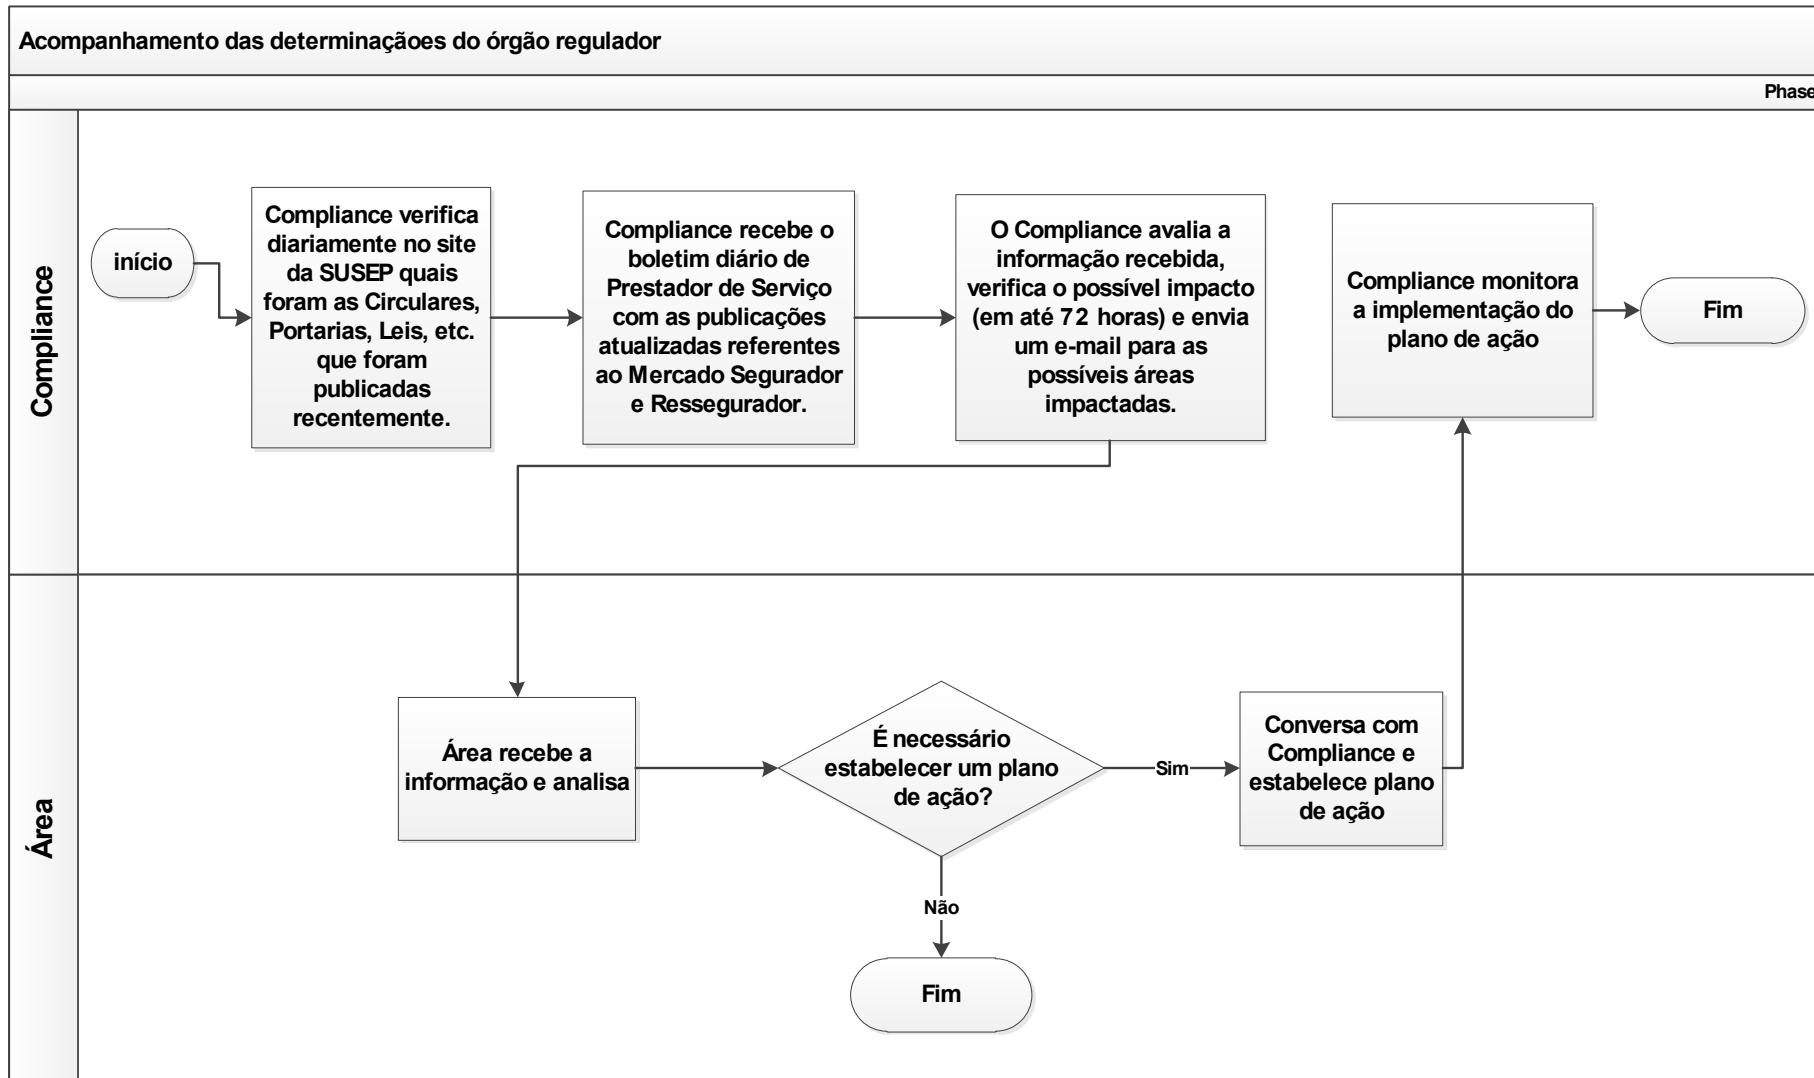 Acompanhamento das determinaçãoes do órgão regulador
Phase
Compliance
início
Compliance verifica
diariamente no site
da SUSEP quais
foram as Circulares,
Portarias, Leis, etc.
que foram
publicadas
recentemente.
Compliance recebe o
boletim diário de
Prestador de Serviço
com as publicações
atualizadas referentes
ao Mercado Segurador
e Ressegurador.
O Compliance avalia a
informação recebida,
verifica o possível impacto
(em até 72 horas) e envia
um e-mail para as
possíveis áreas
impactadas.
Compliance monitora
a implementação do
plano de ação
Fim
Área
Área recebe a
informação e analisa
É necessário
estabelecer um plano
de ação?
Sim
Conversa com
Compliance e
estabelece plano
de ação
Não
Fim